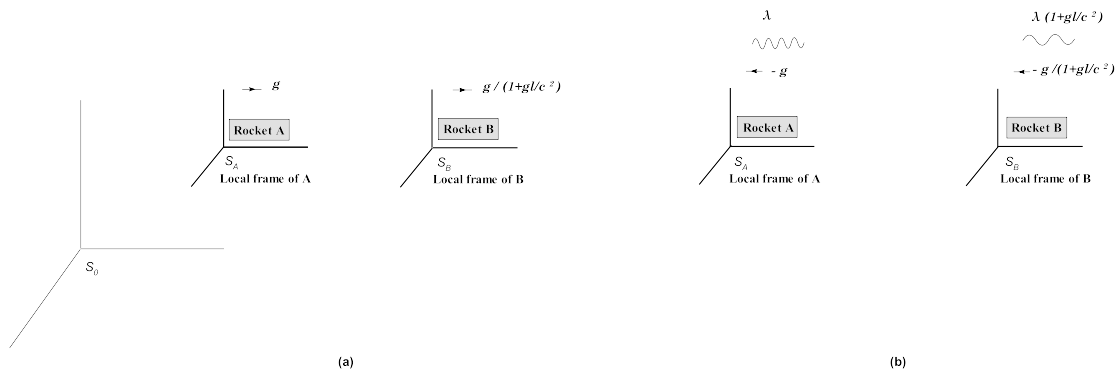 g
g / (1+gl/c ² )
Rocket A
Rocket B
S_A
S_B
Local frame of A
Local frame of B
S_0
(a)
λ
λ (1+gl/c ² )
- g
- g /(1+gl/c ² )
Rocket A
Rocket B
S_A
S_B
Local frame of A
Local frame of B
(b)